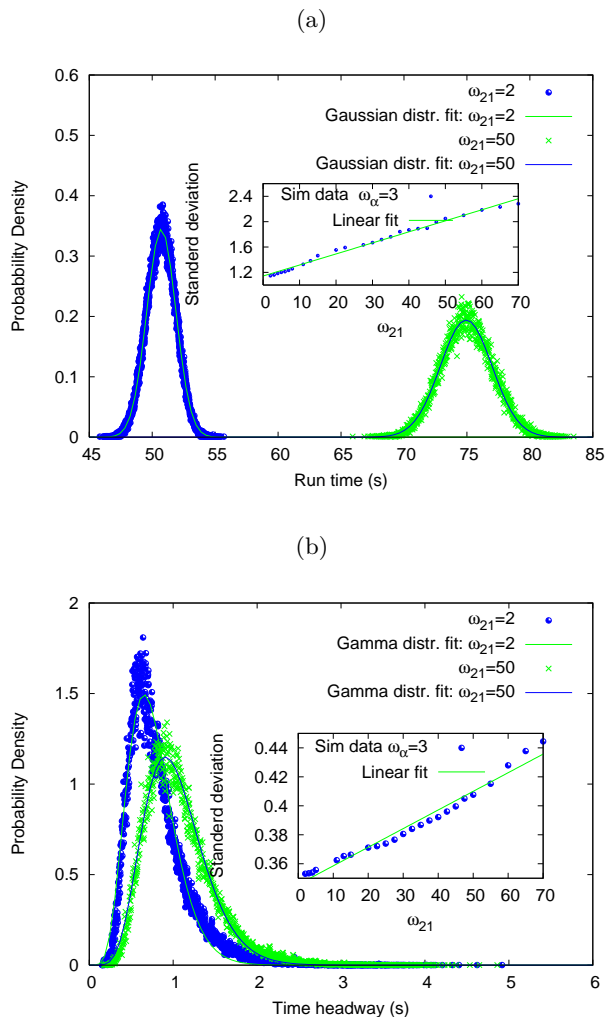 (a)
0.6
0.5
0.4
0.3
0.2
0.1
0
Probabbility Density
45 50 55 60 65 70 75 80 85
Run time (s)
ω21=2
Gaussian distr. fit: ω21=2
ω21=50
Gaussian distr. fit: ω21=50
Standerd deviation
2.4
2
1.6
1.2
Sim data ωα=3
Linear fit
0 10 20 30 40 50 60 70
ω21
(b)
2
1.5
1
0.5
0
Probability Density
0 1 2 3 4 5 6
Time headway (s)
ω21=2
Gamma distr. fit: ω21=2
ω21=50
Gamma distr. fit: ω21=50
Standerd deviation
0.44
0.42
0.4
0.38
0.36
Sim data ωα=3
Linear fit
0 10 20 30 40 50 60 70
ω21